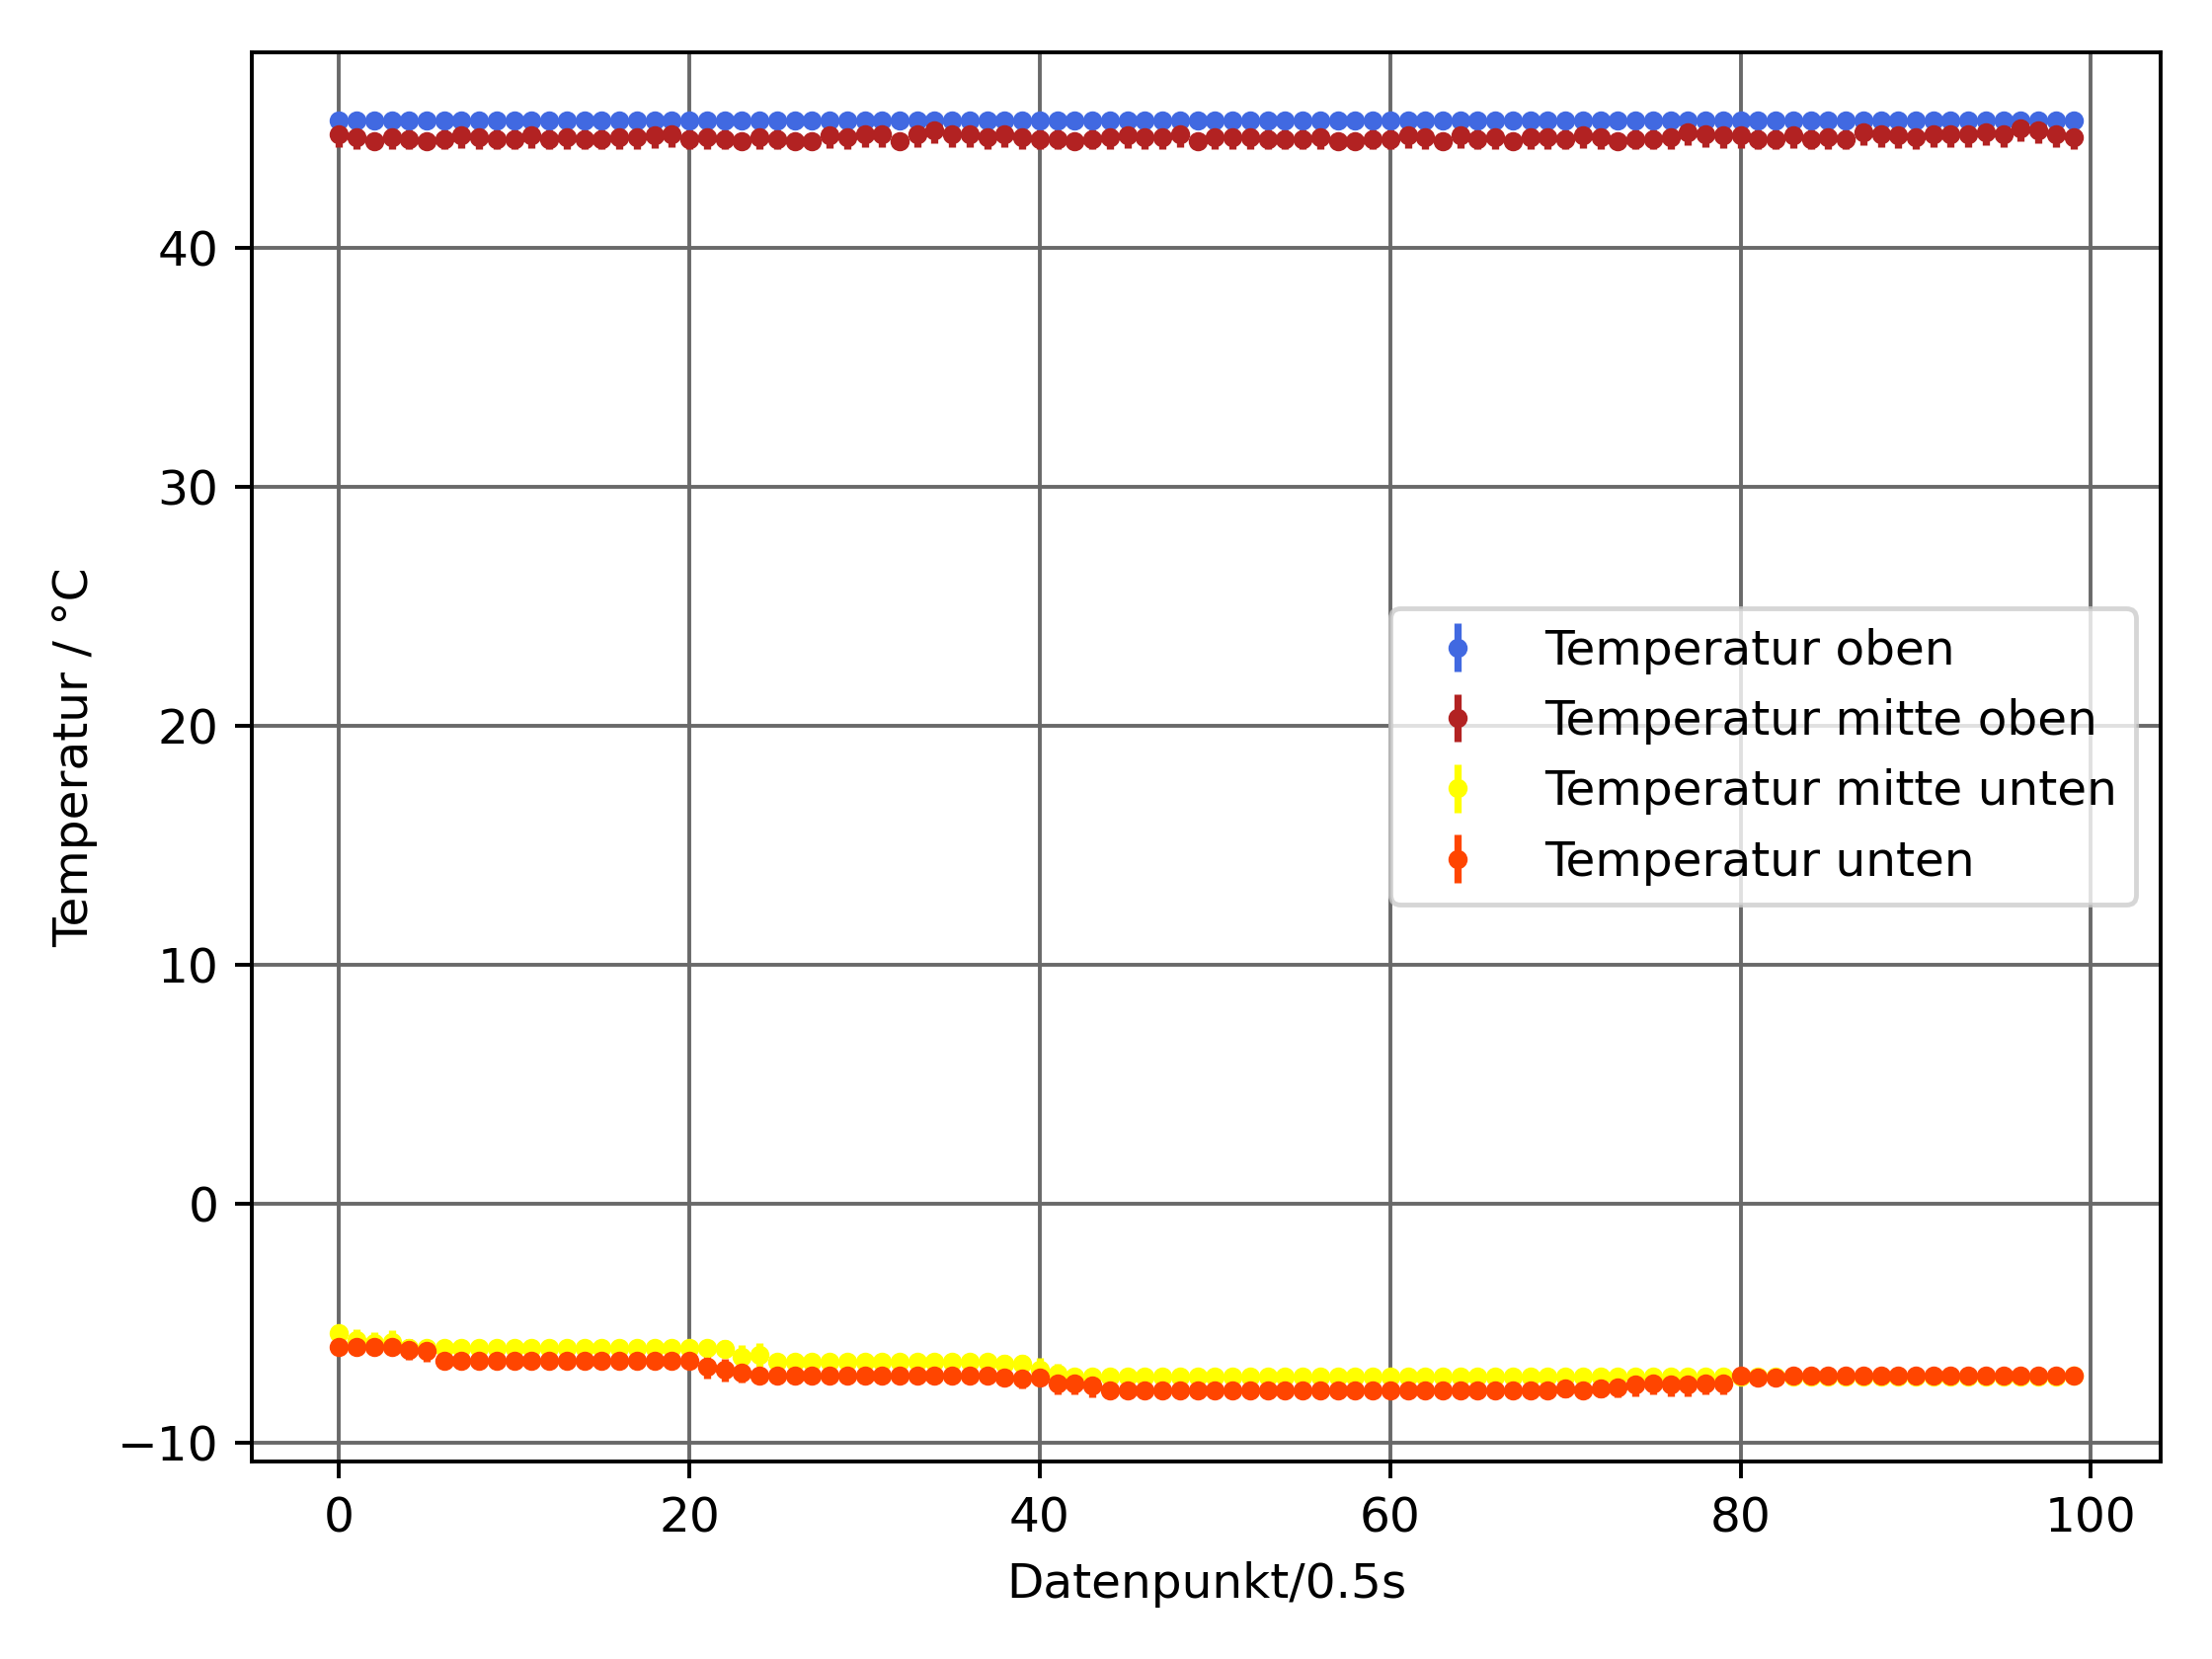 40
30
20
10
0
−10
Temperatur / °C
Temperatur oben
Temperatur mitte oben
Temperatur mitte unten
Temperatur unten
0 20 40 60 80 100
Datenpunkt/0.5s